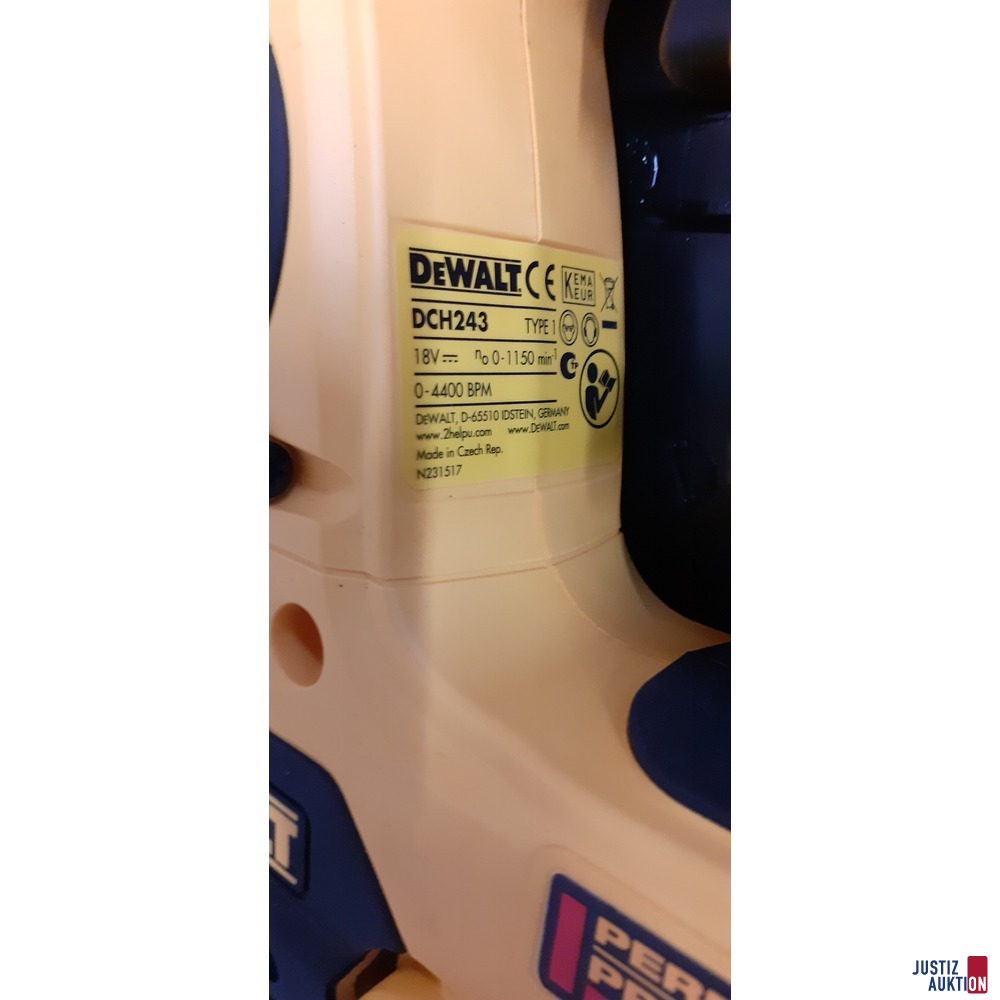 DEWALT CE KEMA
KEUR
DCH243 TYPE 1
18V n₀ 0-1150 min⁻¹
0-4400 BPM
DEWALT, D-65510 IDSTEIN, GERMANY
www.2helpu.com www.DEWALT.com
Made in Czech Rep.
N231517
JUSTIZ
AUKTION